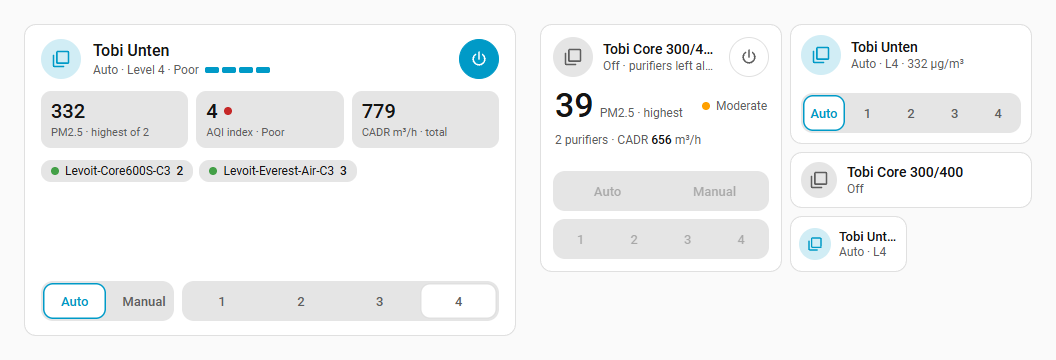 Tobi Unten
Auto · Level 4 · Poor
332
PM2.5 · highest of 2
4
AQI index · Poor
779
CADR m³/h · total
Levoit-Core600S-C3 2
Levoit-Everest-Air-C3 3
Auto Manual 1 2 3 4
Tobi Core 300/4…
Off · purifiers left al…
39 PM2.5 · highest Moderate
2 purifiers · CADR 656 m³/h
Auto Manual
1 2 3 4
Tobi Unten
Auto · L4 · 332 µg/m³
Auto 1 2 3 4
Tobi Core 300/400
Off
Tobi Unt…
Auto · L4